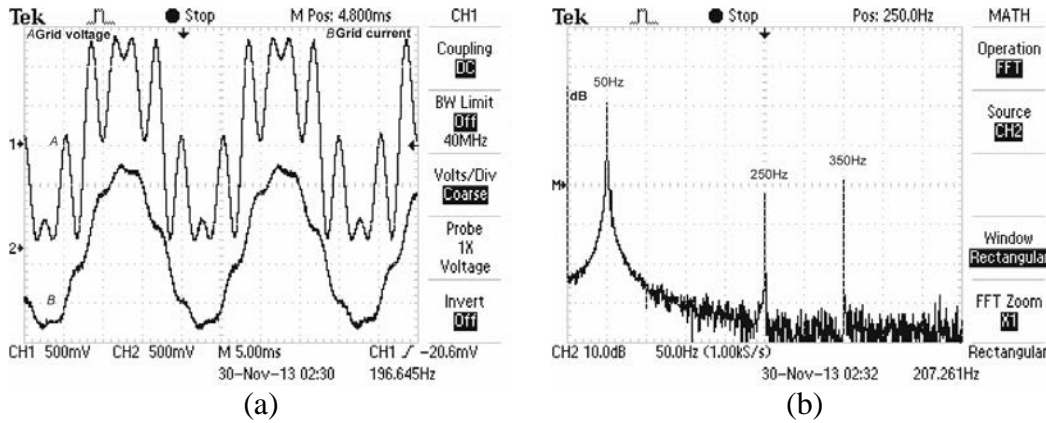 Tek Stop M Pos: 4.800ms CH1
A Grid voltage B Grid current
Coupling
DC
BW Limit
Off
40MHz
1 A
Volts/Div
Coarse
Probe
1X
Voltage
2
B
Invert
Off
CH1 500mV CH2 500mV M 5.00ms CH1 -20.6mV
30-Nov-13 02:30 196.645Hz
(a)
Tek Stop Pos: 250.0Hz MATH
Operation
FFT
50Hz
dB
Source
CH2
350Hz
250Hz
M
Window
Rectangular
FFT Zoom
X1
CH2 10.0dB 50.0Hz (1.00kS/s) Rectangular
30-Nov-13 02:32 207.261Hz
(b)